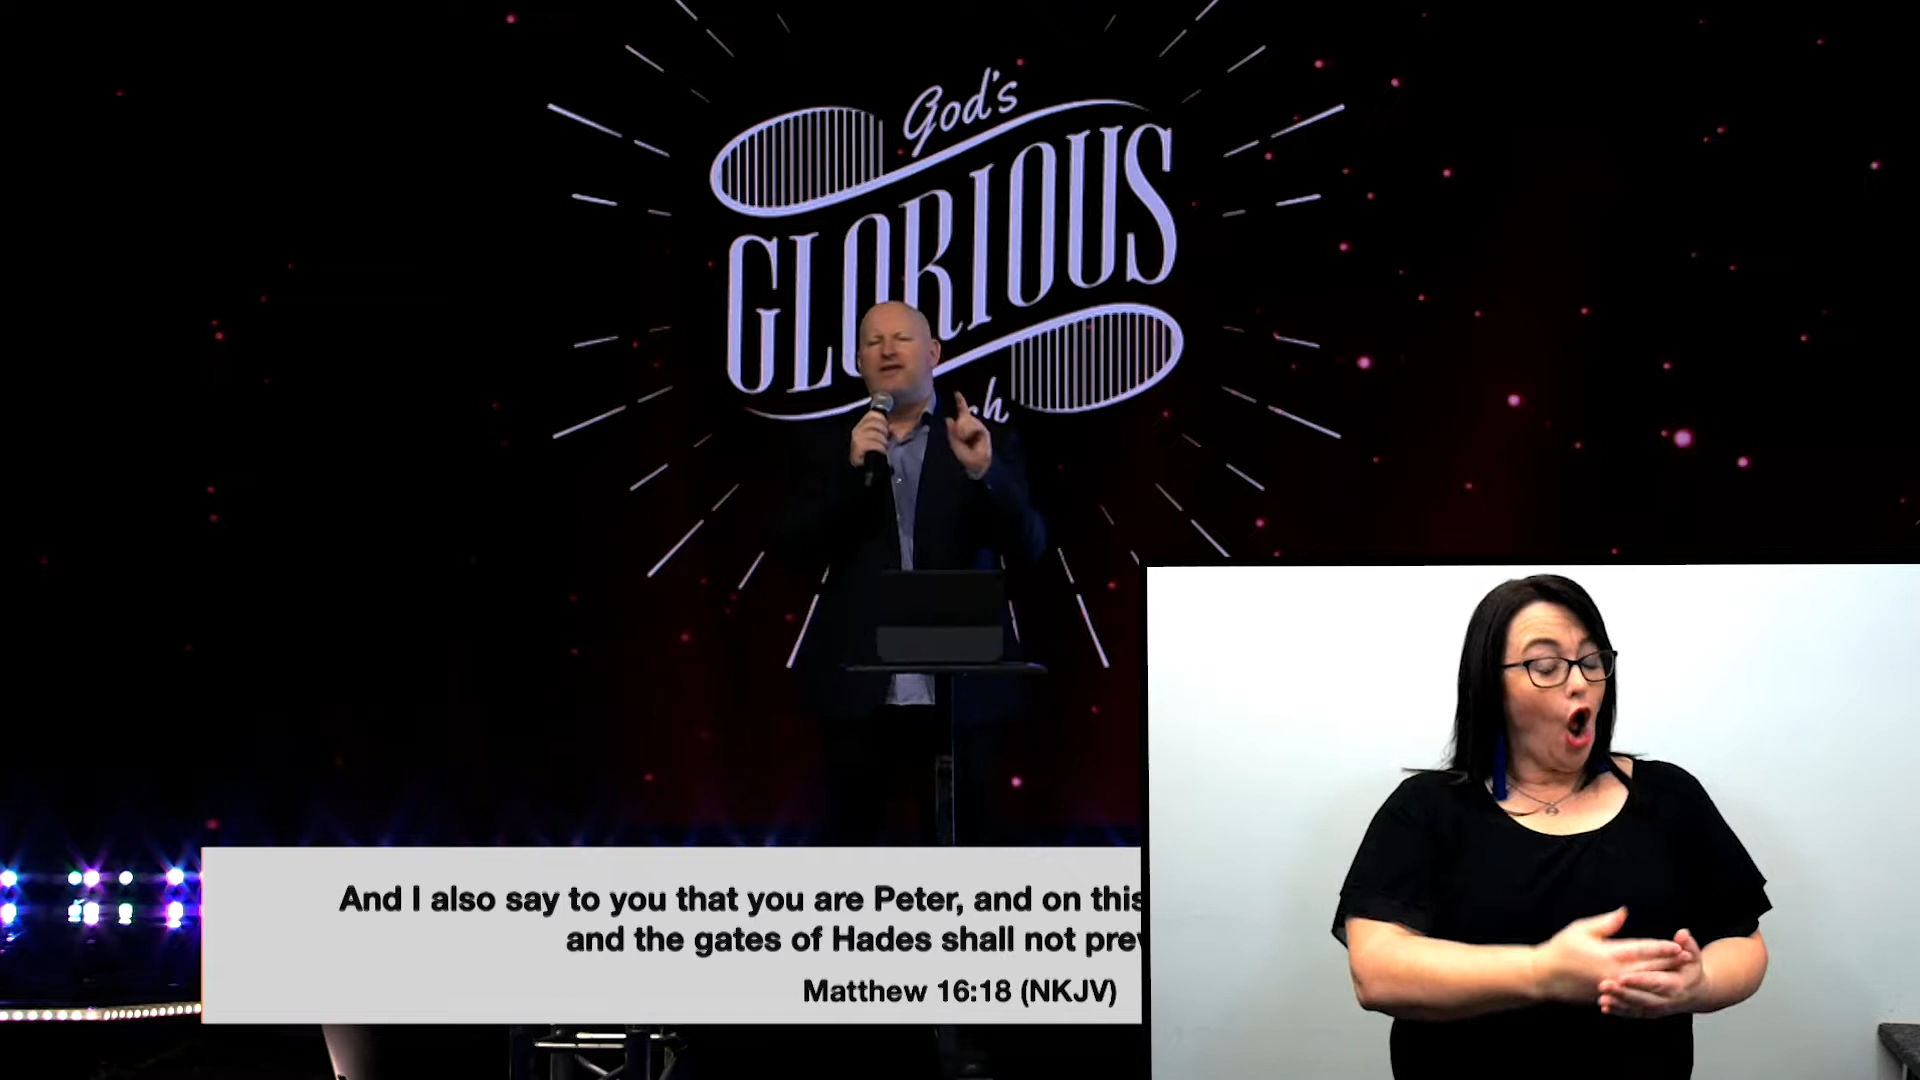 God's
GLORIOUS
And I also say to you that you are Peter, and on this
and the gates of Hades shall not
Matthew 16:18 (NKJV)